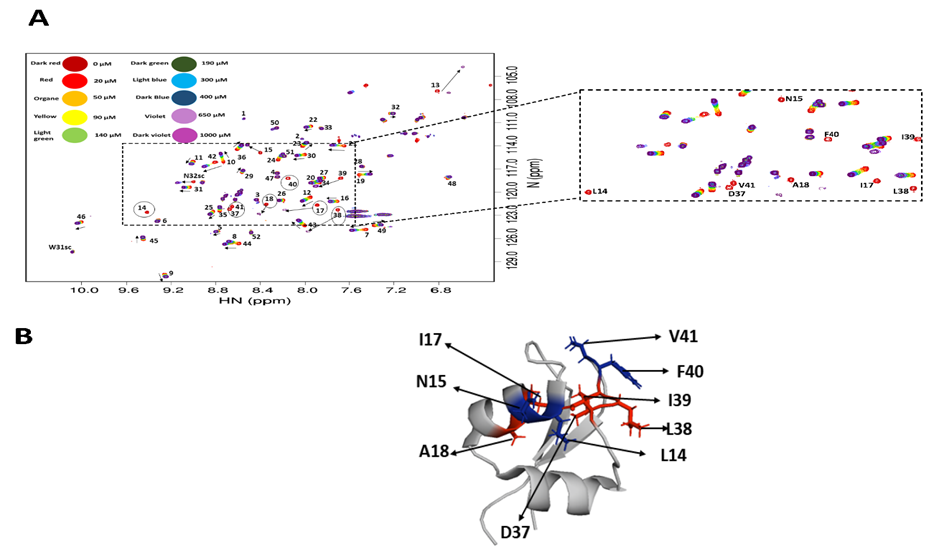 A
Dark red 0 µM
Dark green 190 µM
Red 20 µM
Light blue 300 µM
Organe 50 µM
Dark Blue 400 µM
Yellow 90 µM
Violet 650 µM
Light green 140 µM
Dark violet 1000 µM
1
50
22
33
32
13
2
23
3
15
11
42
36
10
24
51
30
28
29
47
40
20
27
34
39
19
48
N32sc
31
14
25
35
41
37
3
18
26
12
17
16
38
46
6
45
5
8
44
52
43
7
49
W31sc
9
105.0
108.0
111.0
114.0
117.0
120.0
123.0
126.0
129.0
N (ppm)
10.0 9.6 9.2 8.8 8.4 8.0 7.6 7.2 6.8
HN (ppm)
N15
F40
I39
L14
V41
D37
A18
I17
L38
B
I17
V41
N15
F40
I39
A18
L38
L14
D37